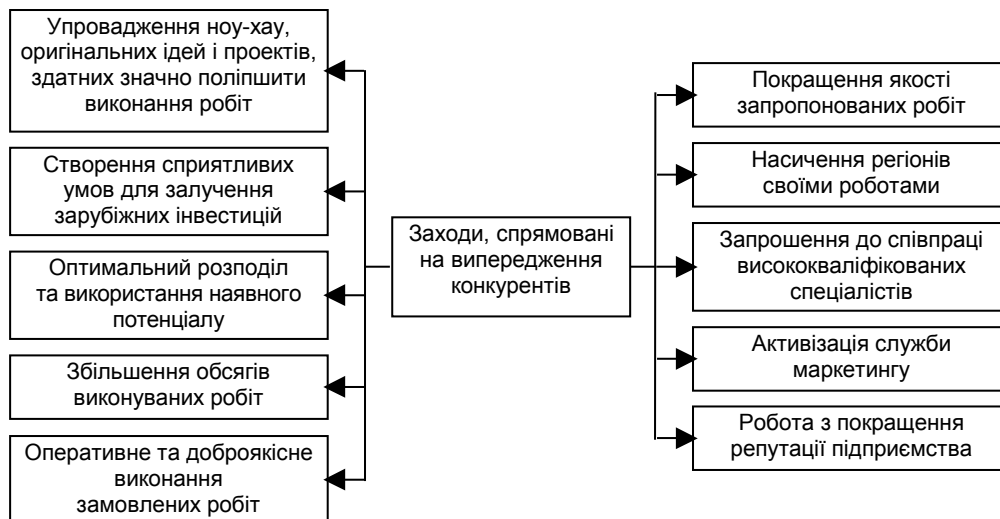 Упровадження ноу-хау,
оригінальних ідей і проектів,
здатних значно поліпшити
виконання робіт
Створення сприятливих
умов для залучення
зарубіжних інвестицій
Оптимальний розподіл
та використання наявного
потенціалу
Збільшення обсягів
виконуваних робіт
Оперативне та доброякісне
виконання
замовлених робіт
Заходи, спрямовані
на випередження
конкурентів
Покращення якості
запропонованих робіт
Насичення регіонів
своїми роботами
Запрошення до співпраці
висококваліфікованих
спеціалістів
Активізація служби
маркетингу
Робота з покращення
репутації підприємства